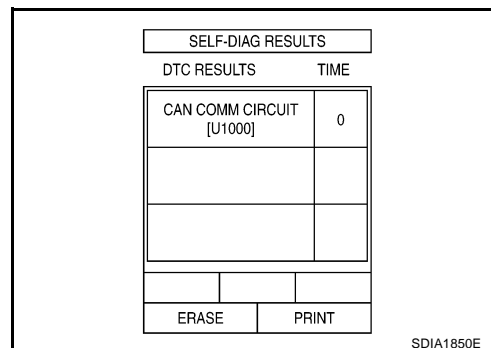 SELF-DIAG RESULTS
DTC RESULTS TIME
CAN COMM CIRCUIT 0
[U1000]
ERASE PRINT
SDIA1850E